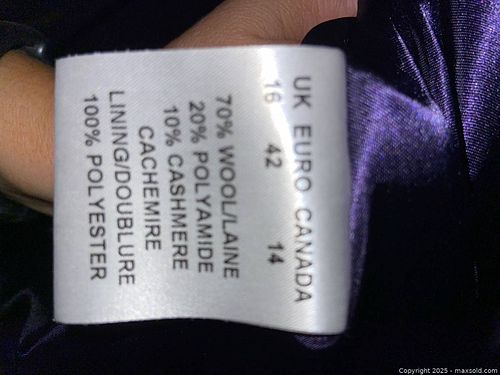 UK EURO CANADA
16 42 14
70% WOOL/LAINE
20% POLYAMIDE
10% CASHMERE
CACHEMIRE
LINING/DOUBLURE
100% POLYESTER
Copyright 2025 - maxsold.com